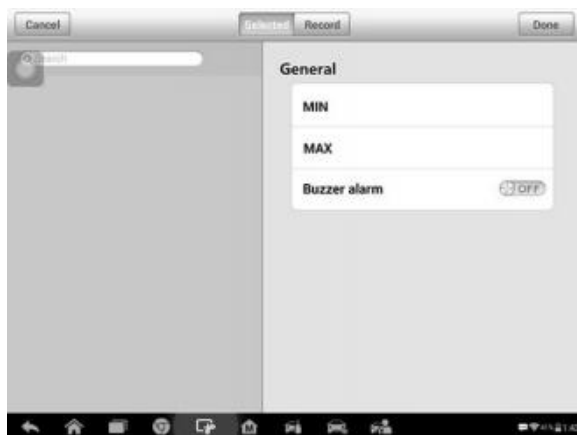 Cancel
Selected Record
Done
Search
General
MIN
MAX
Buzzer alarm OFF